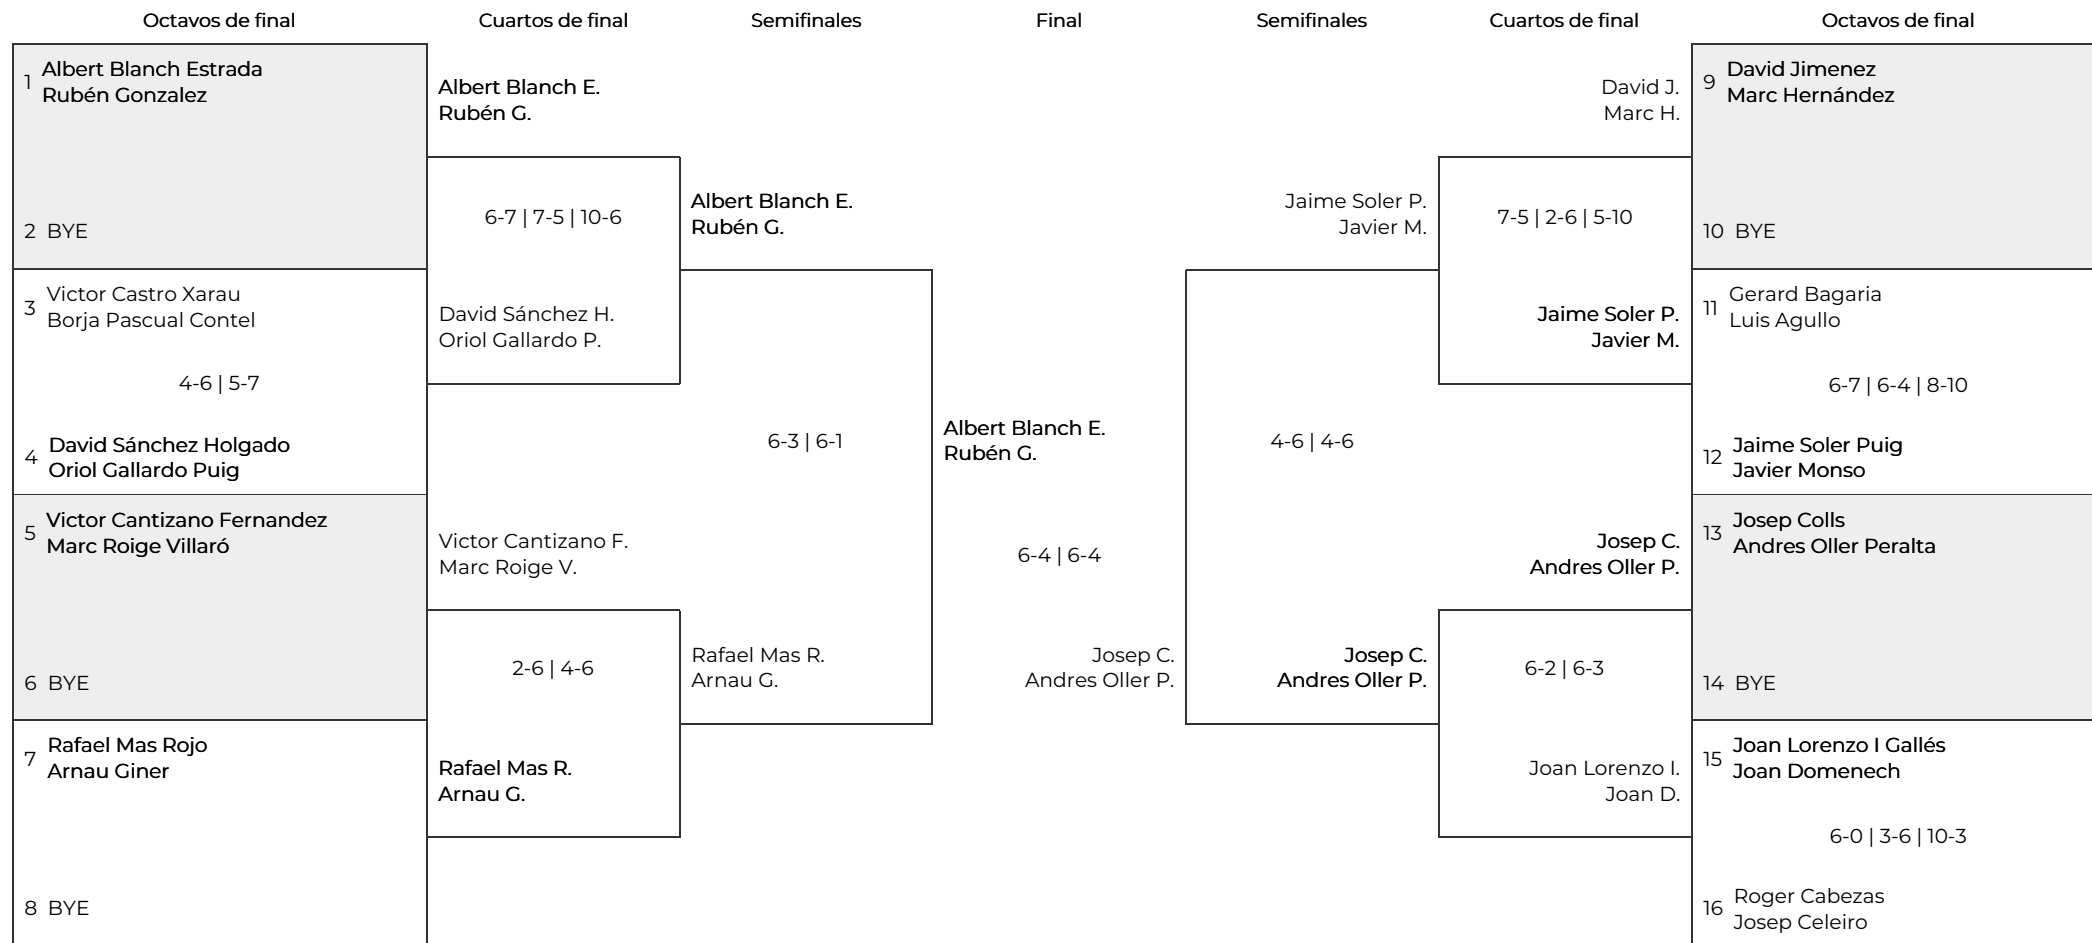 Octavos de final
Cuartos de final
Semifinales
Final
Semifinales
Cuartos de final
Octavos de final
1
Albert Blanch Estrada
Rubén Gonzalez
2 BYE
3
Victor Castro Xarau
Borja Pascual Contel
4-6 | 5-7
4
David Sánchez Holgado
Oriol Gallardo Puig
5
Victor Cantizano Fernandez
Marc Roige Villaró
6 BYE
7
Rafael Mas Rojo
Arnau Giner
8 BYE
Albert Blanch E.
Rubén G.
6-7 | 7-5 | 10-6
David Sánchez H.
Oriol Gallardo P.
Victor Cantizano F.
Marc Roige V.
2-6 | 4-6
Rafael Mas R.
Arnau G.
Albert Blanch E.
Rubén G.
6-3 | 6-1
Rafael Mas R.
Arnau G.
Albert Blanch E.
Rubén G.
6-4 | 6-4
Josep C.
Andres Oller P.
Jaime Soler P.
Javier M.
4-6 | 4-6
Josep C.
Andres Oller P.
David J.
Marc H.
7-5 | 2-6 | 5-10
Jaime Soler P.
Javier M.
Josep C.
Andres Oller P.
6-2 | 6-3
Joan Lorenzo I.
Joan D.
9
David Jimenez
Marc Hernández
10 BYE
11
Gerard Bagaria
Luis Agullo
6-7 | 6-4 | 8-10
12
Jaime Soler Puig
Javier Monso
13
Josep Colls
Andres Oller Peralta
14 BYE
15
Joan Lorenzo I Gallés
Joan Domenech
6-0 | 3-6 | 10-3
16
Roger Cabezas
Josep Celeiro